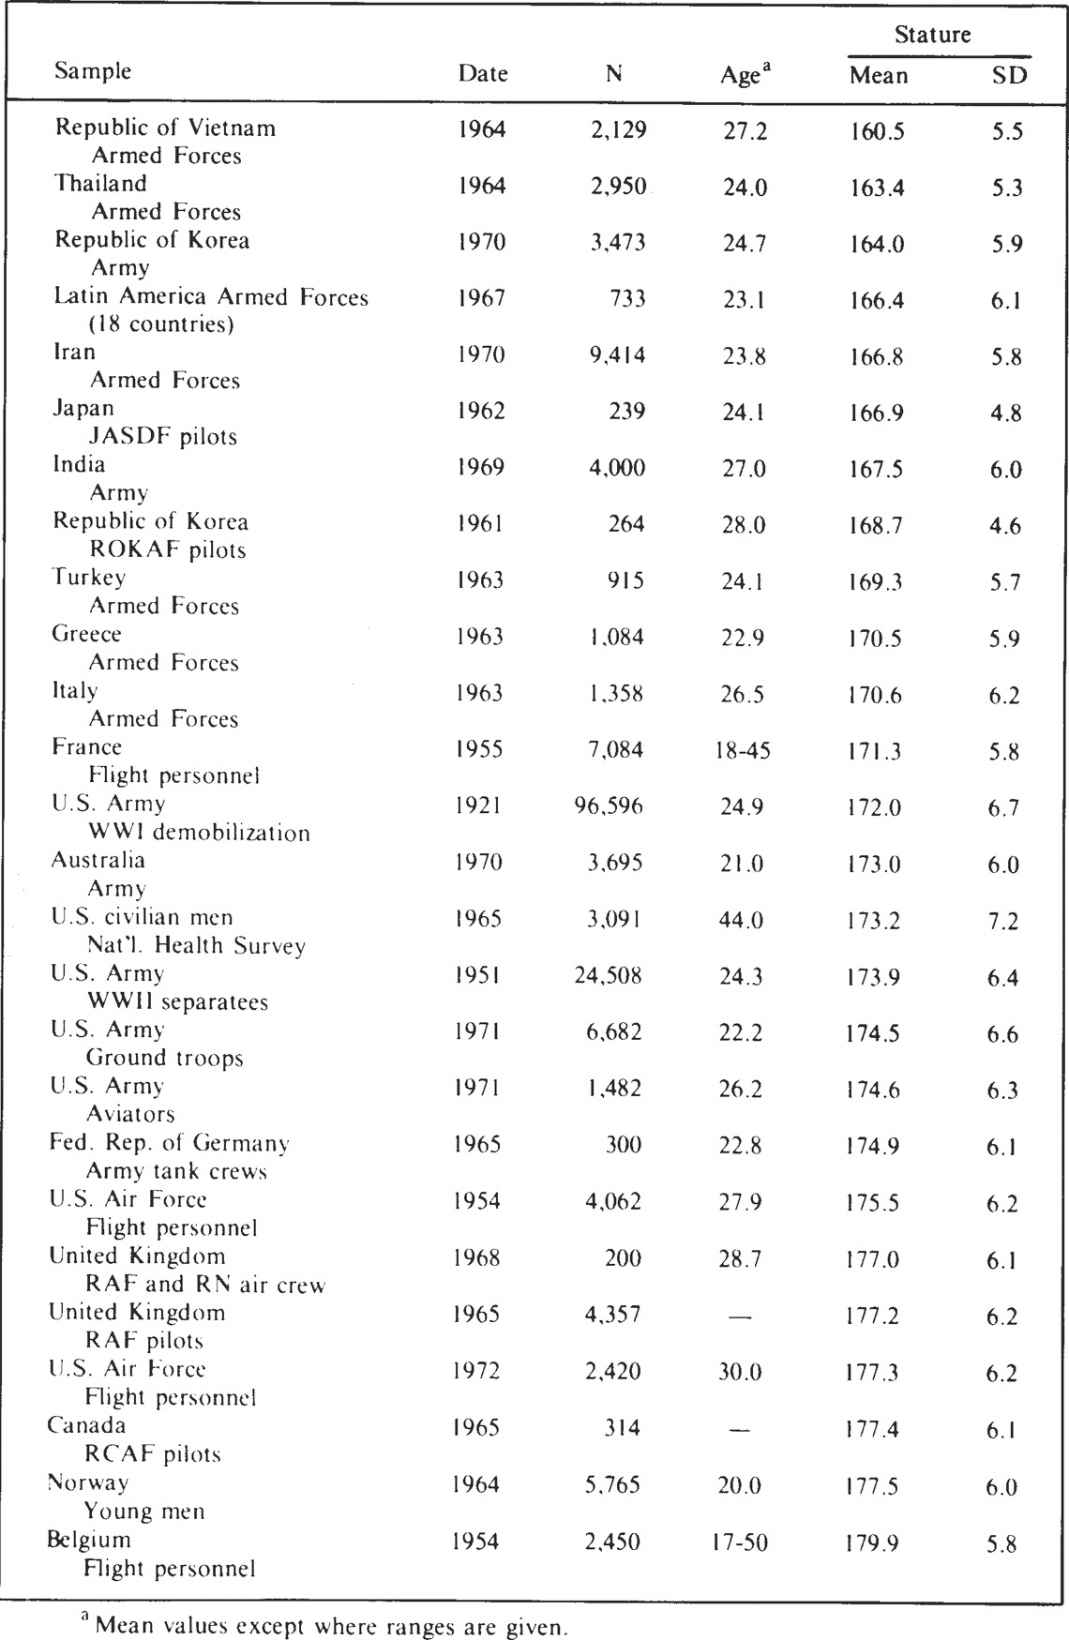 Stature
Sample Date N Age^a Mean SD
Republic of Vietnam 1964 2,129 27.2 160.5 5.5
Armed Forces
Thailand 1964 2,950 24.0 163.4 5.3
Armed Forces
Republic of Korea 1970 3,473 24.7 164.0 5.9
Army
Latin America Armed Forces 1967 733 23.1 166.4 6.1
(18 countries)
Iran 1970 9,414 23.8 166.8 5.8
Armed Forces
Japan 1962 239 24.1 166.9 4.8
JASDF pilots
India 1969 4,000 27.0 167.5 6.0
Army
Republic of Korea 1961 264 28.0 168.7 4.6
ROKAF pilots
Turkey 1963 915 24.1 169.3 5.7
Armed Forces
Greece 1963 1,084 22.9 170.5 5.9
Armed Forces
Italy 1963 1,358 26.5 170.6 6.2
Armed Forces
France 1955 7,084 18-45 171.3 5.8
Flight personnel
U.S. Army 1921 96,596 24.9 172.0 6.7
WWI demobilization
Australia 1970 3,695 21.0 173.0 6.0
Army
U.S. civilian men 1965 3,091 44.0 173.2 7.2
Nat'l. Health Survey
U.S. Army 1951 24,508 24.3 173.9 6.4
WWII separatees
U.S. Army 1971 6,682 22.2 174.5 6.6
Ground troops
U.S. Army 1971 1,482 26.2 174.6 6.3
Aviators
Fed. Rep. of Germany 1965 300 22.8 174.9 6.1
Army tank crews
U.S. Air Force 1954 4,062 27.9 175.5 6.2
Flight personnel
United Kingdom 1968 200 28.7 177.0 6.1
RAF and RN air crew
United Kingdom 1965 4,357 — 177.2 6.2
RAF pilots
U.S. Air Force 1972 2,420 30.0 177.3 6.2
Flight personnel
Canada 1965 314 — 177.4 6.1
RCAF pilots
Norway 1964 5,765 20.0 177.5 6.0
Young men
Belgium 1954 2,450 17-50 179.9 5.8
Flight personnel
^a Mean values except where ranges are given.